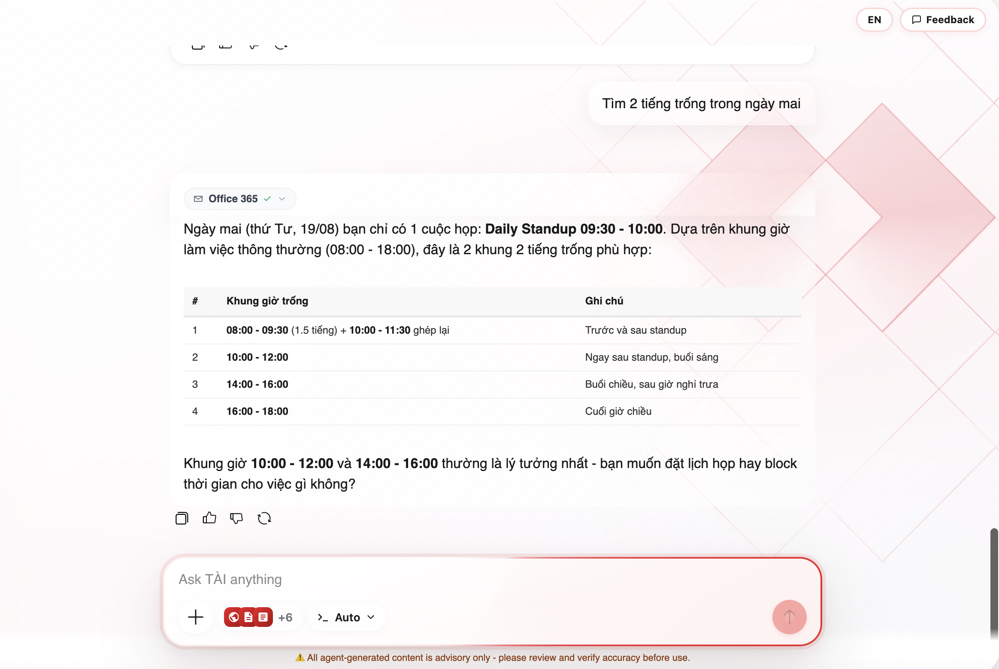 EN
Feedback
Tìm 2 tiếng trống trong ngày mai
Office 365
Ngày mai (thứ Tư, 19/08) bạn chỉ có 1 cuộc họp: Daily Standup 09:30 - 10:00. Dựa trên khung giờ
làm việc thông thường (08:00 - 18:00), đây là 2 khung 2 tiếng trống phù hợp:
# Khung giờ trống Ghi chú
1 08:00 - 09:30 (1.5 tiếng) + 10:00 - 11:30 ghép lại Trước và sau standup
2 10:00 - 12:00 Ngay sau standup, buổi sáng
3 14:00 - 16:00 Buổi chiều, sau giờ nghỉ trưa
4 16:00 - 18:00 Cuối giờ chiều
Khung giờ 10:00 - 12:00 và 14:00 - 16:00 thường là lý tưởng nhất - bạn muốn đặt lịch họp hay block
thời gian cho việc gì không?
Ask TÀI anything
+6
Auto
All agent-generated content is advisory only - please review and verify accuracy before use.